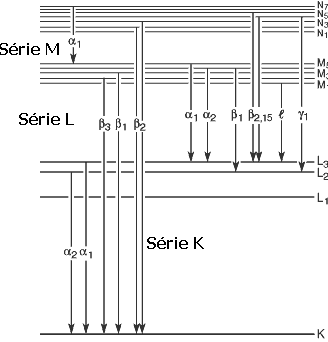 N₇
N₅
N₃
N₁
α₁
Série M
M₅
M₃
M₁
Série L
β₃ β₁ β₂
α₁ α₂ β₁ β₂,₁₅ ℓ γ₁
L₃
L₂
L₁
α₂ α₁
Série K
K